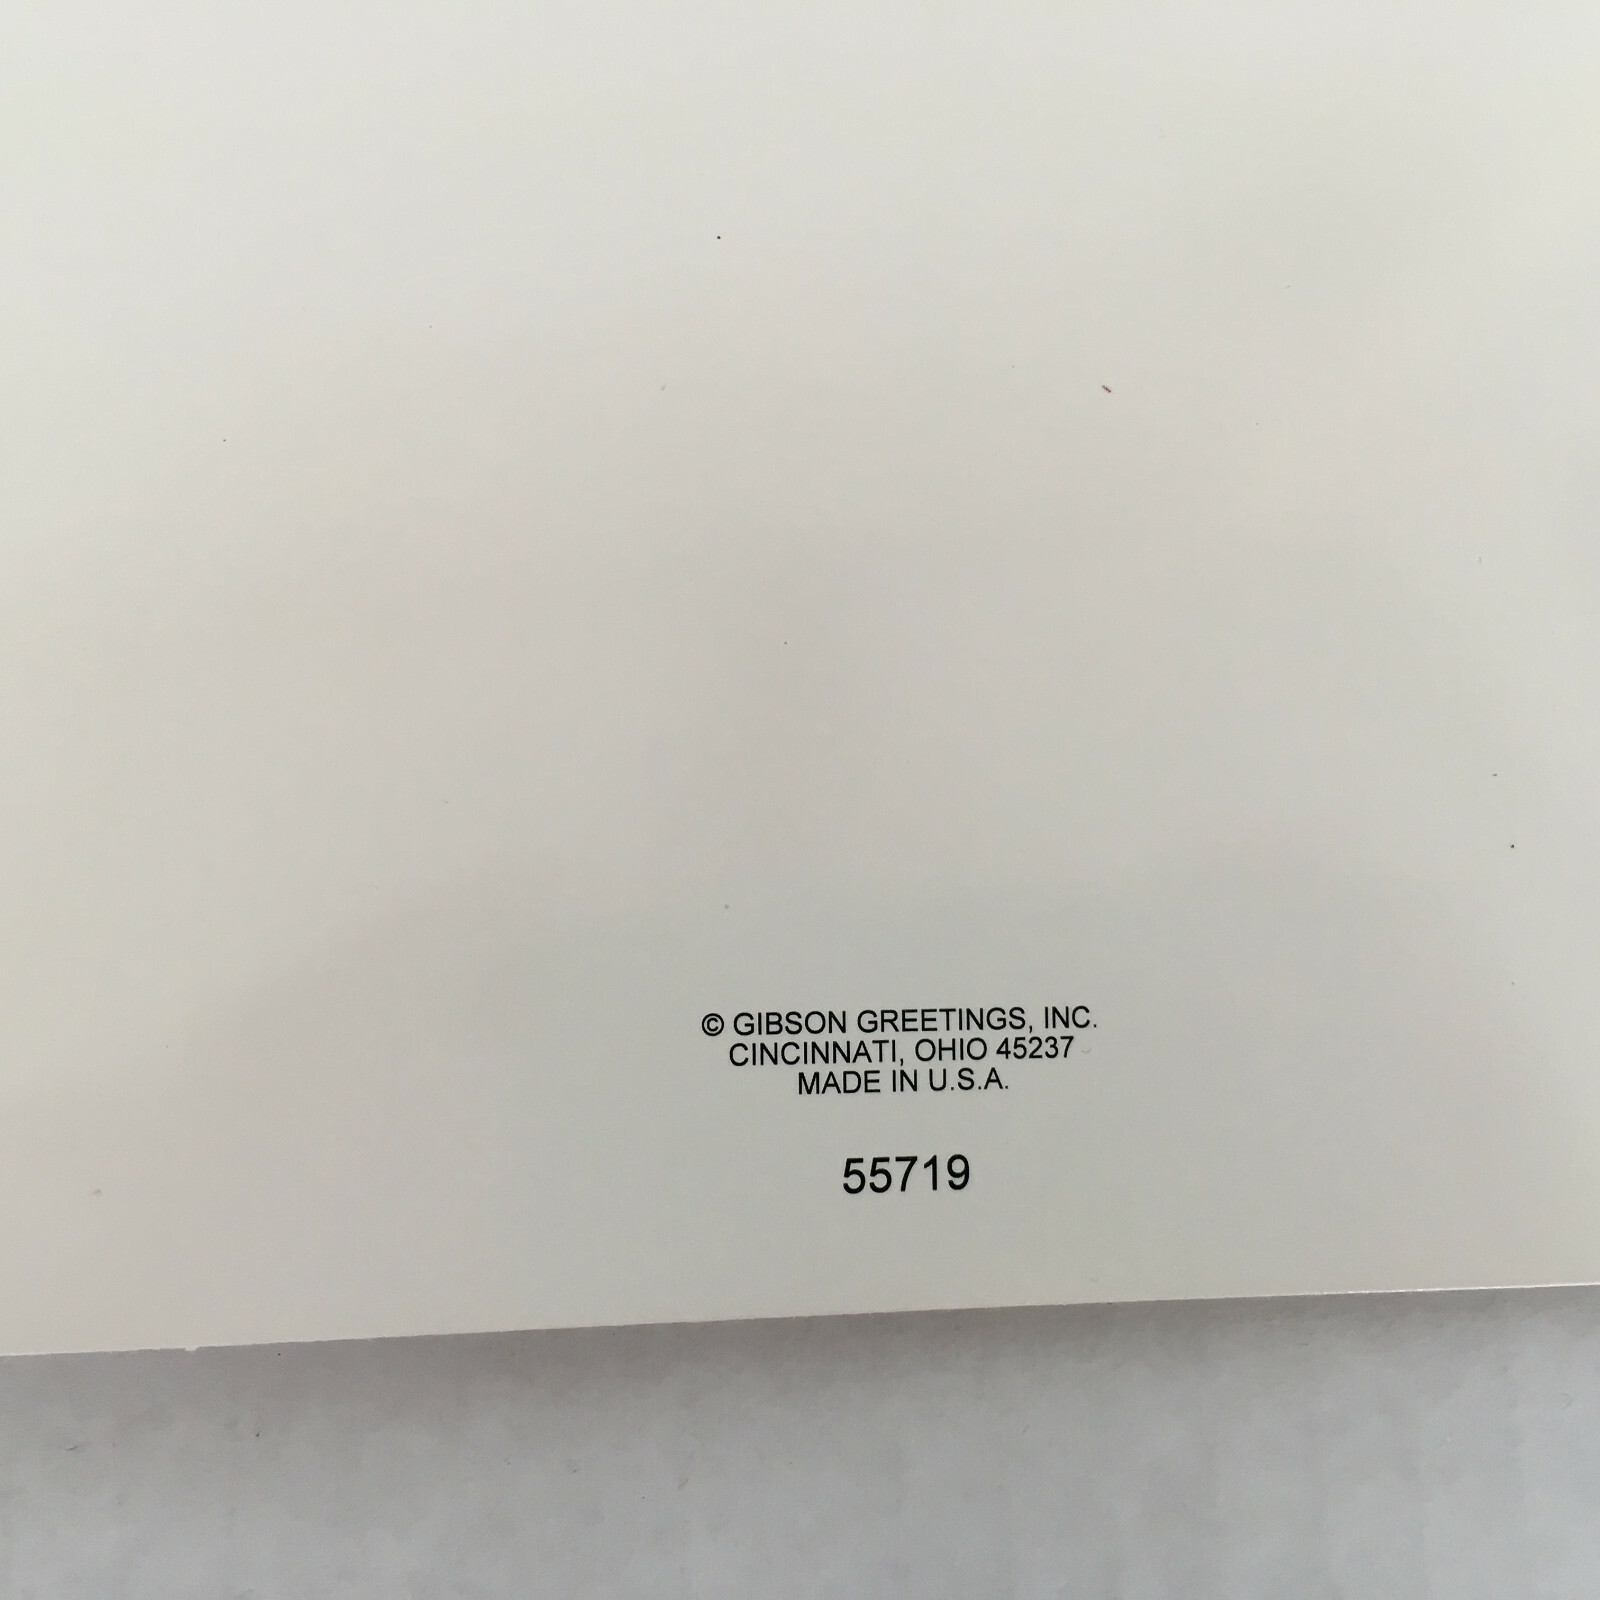 © GIBSON GREETINGS, INC.
CINCINNATI, OHIO 45237
MADE IN U.S.A.
55719